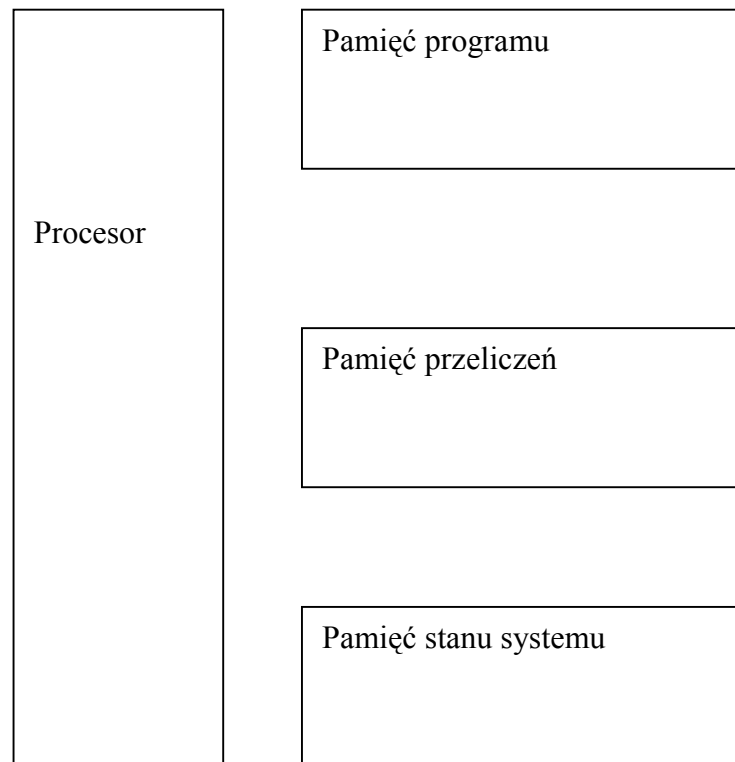 Pamięć programu
Procesor
Pamięć przeliczeń
Pamięć stanu systemu